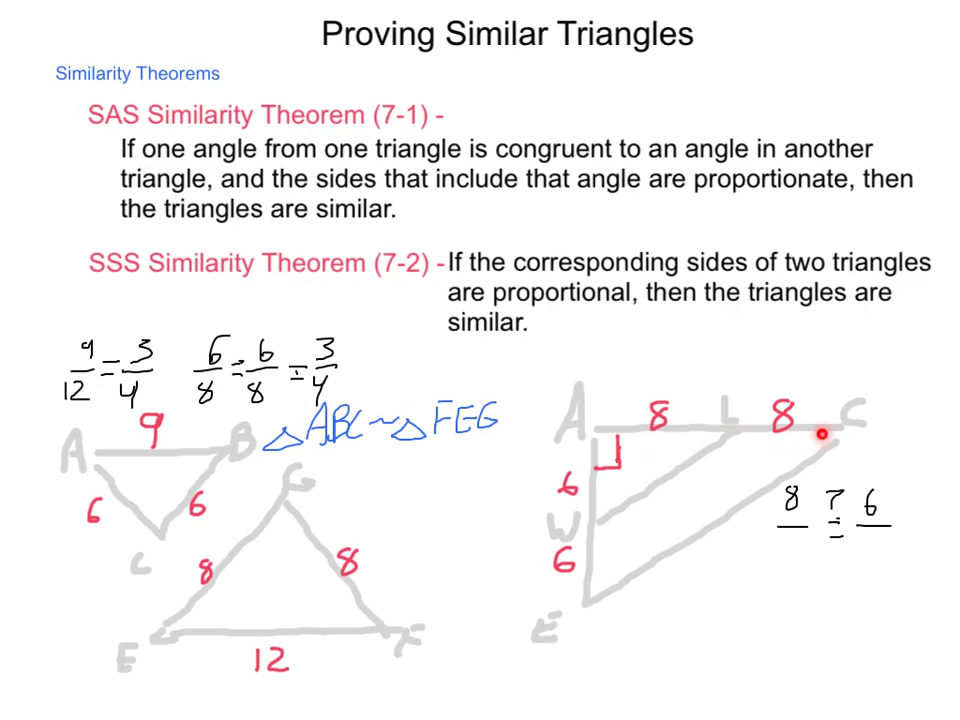 Proving Similar Triangles
Similarity Theorems
SAS Similarity Theorem (7-1) -
If one angle from one triangle is congruent to an angle in another
triangle, and the sides that include that angle are proportionate, then
the triangles are similar.
SSS Similarity Theorem (7-2) - If the corresponding sides of two triangles
are proportional, then the triangles are
similar.
9/12 = 3/4 6/8 = 6/8 = 3/4
△ABC ~ △FEG
A 9 B
6 6
C
G
8 8
E F
12
A 8 L 8 C
6
W
6
E
8 ?= 6